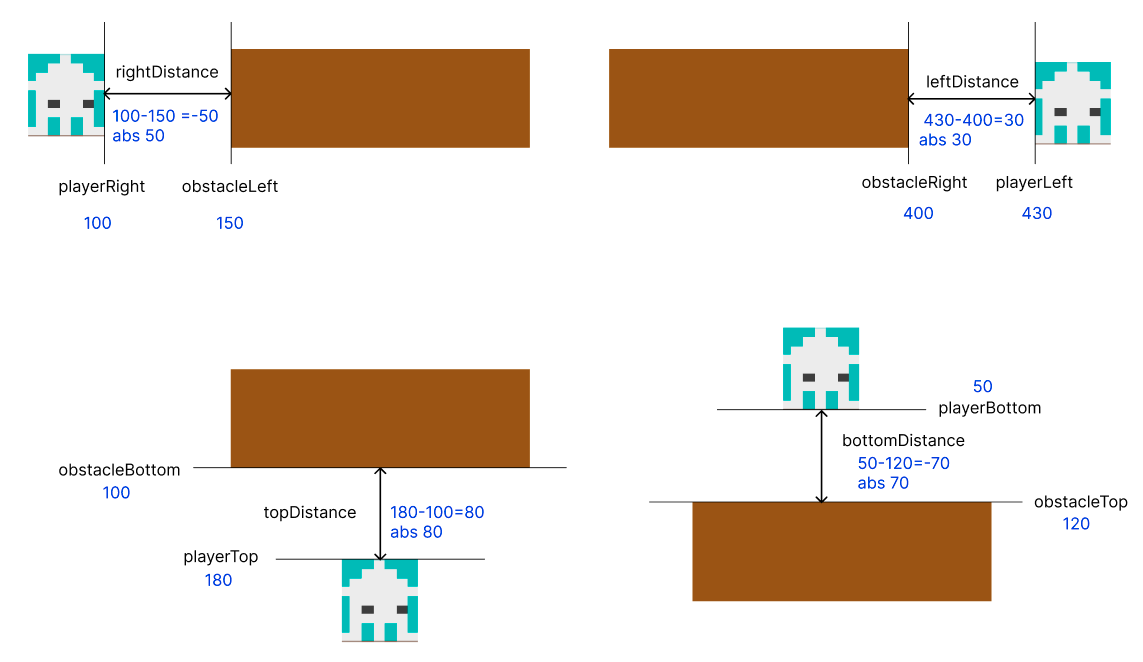 rightDistance
100-150 =-50
abs 50
playerRight
obstacleLeft
100
150
leftDistance
430-400=30
abs 30
obstacleRight
playerLeft
400
430
obstacleBottom
100
topDistance
180-100=80
abs 80
playerTop
180
50
playerBottom
bottomDistance
50-120=-70
abs 70
obstacleTop
120